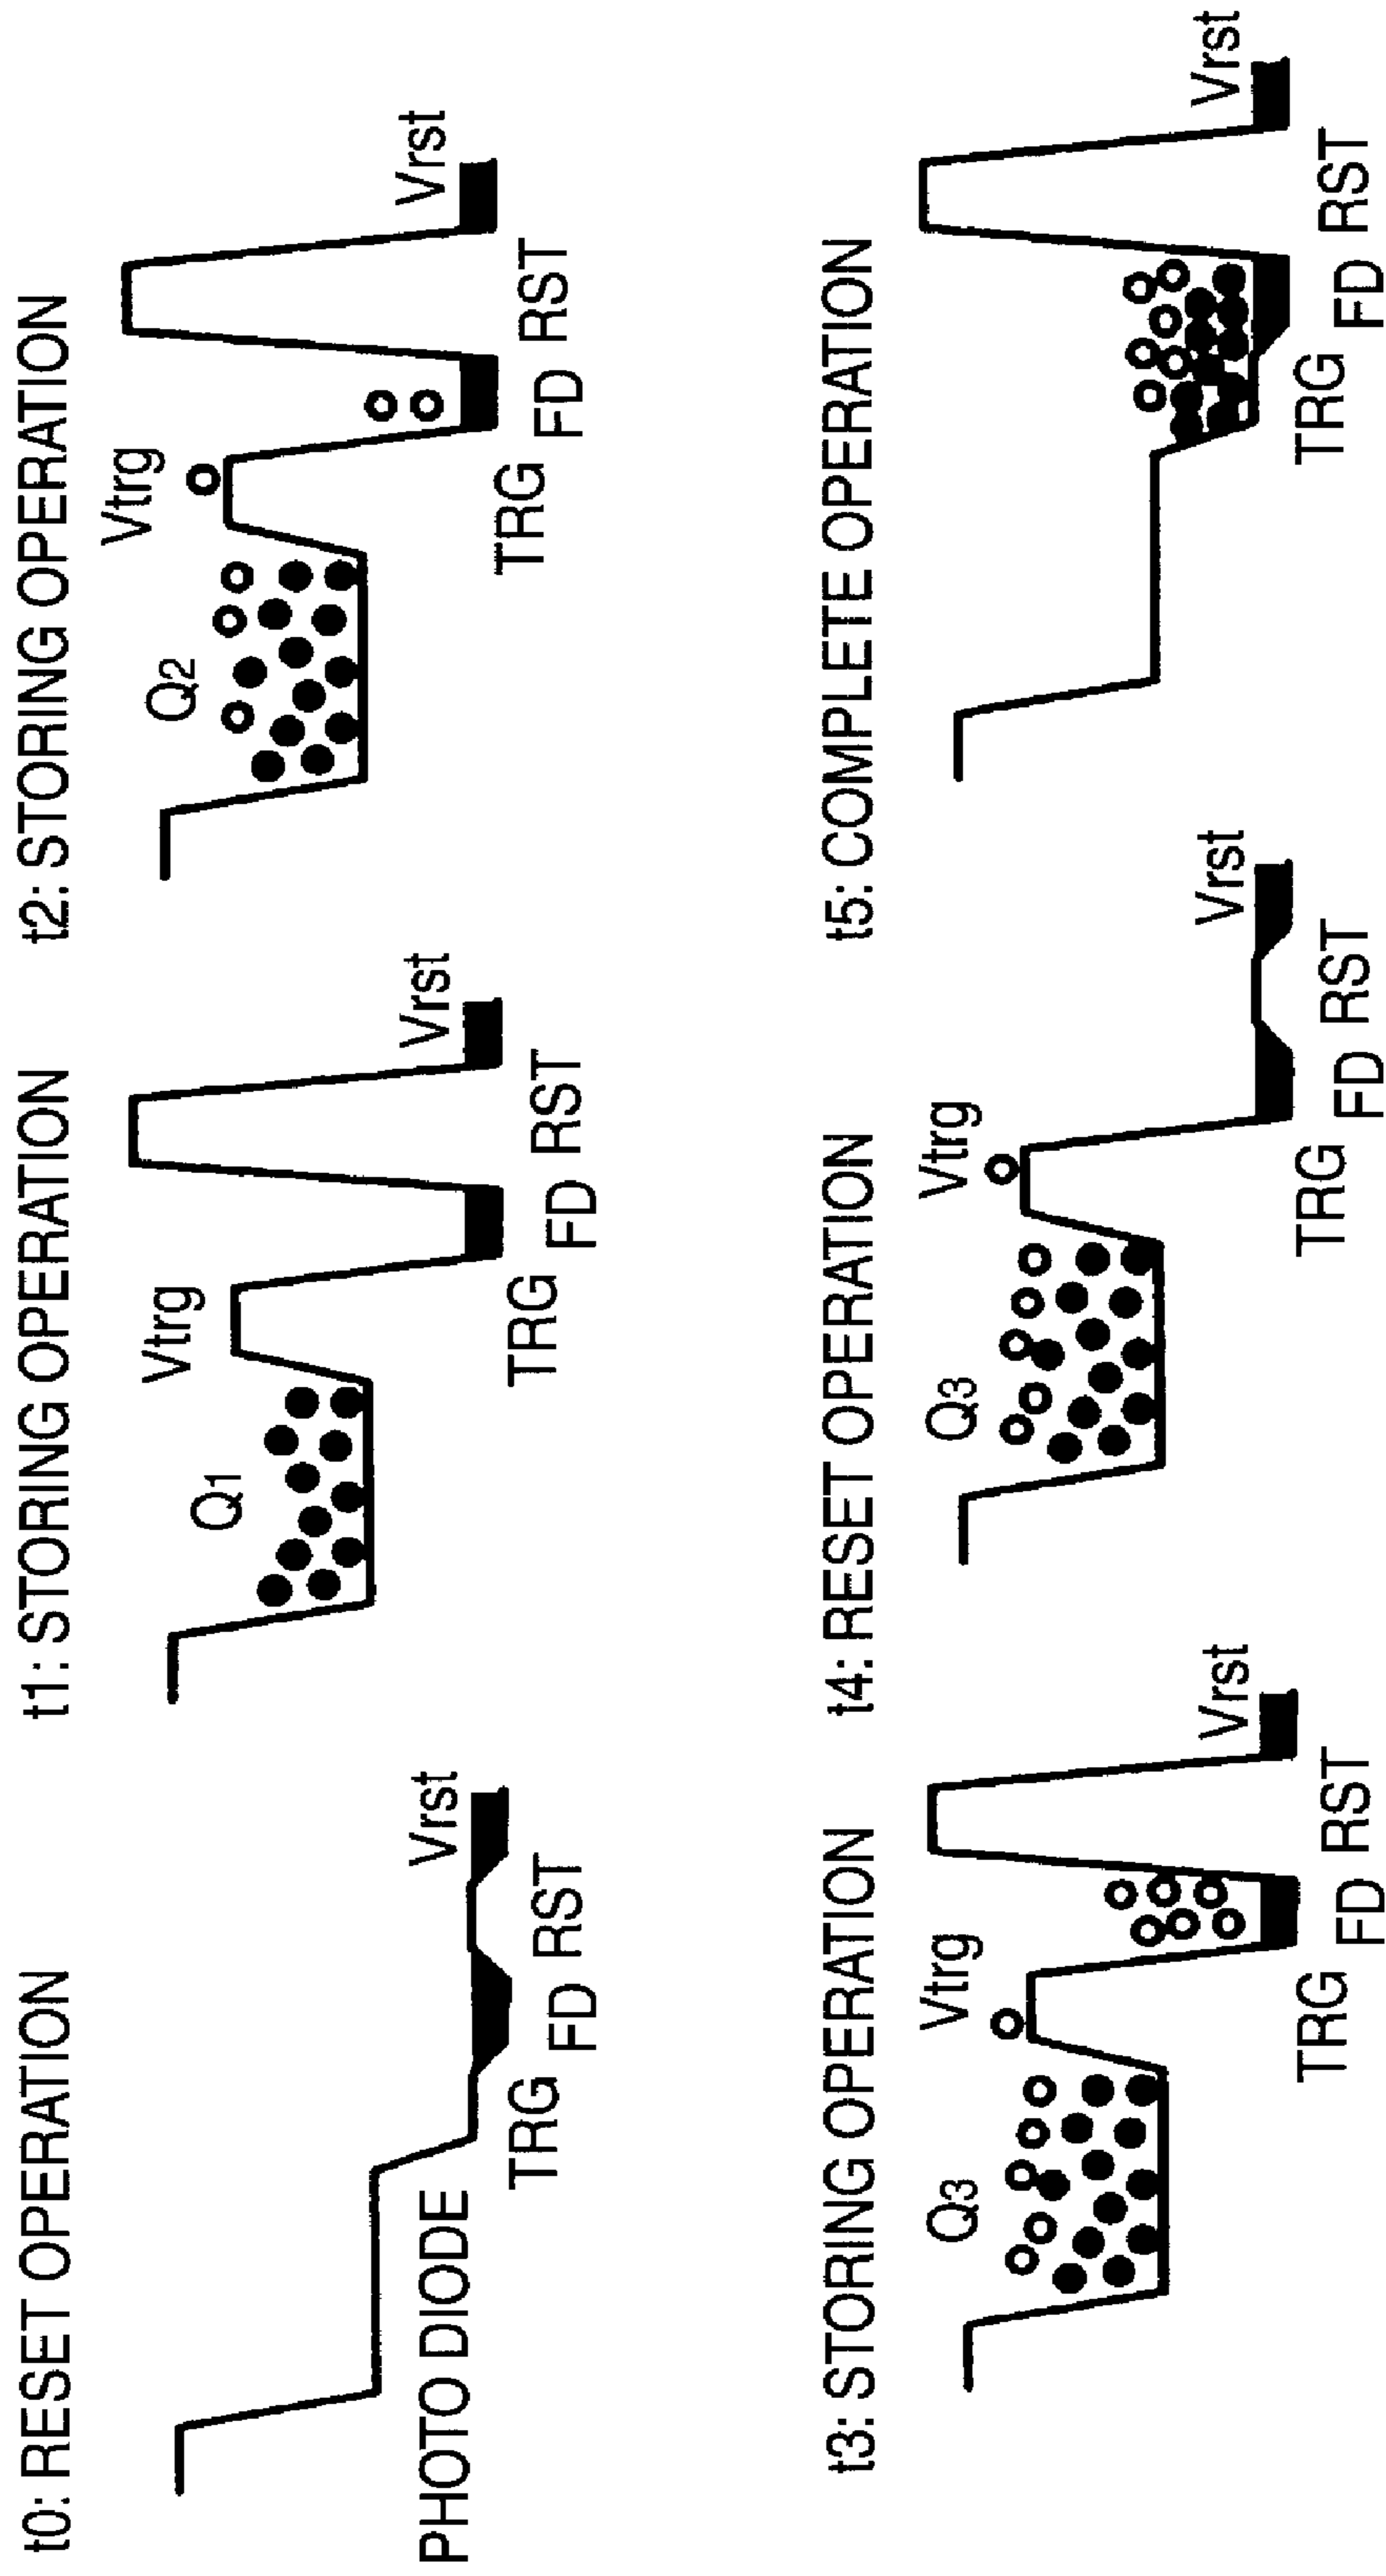 t0: RESET OPERATION
Vrst
PHOTO DIODE
TRG
FD
RST
t1: STORING OPERATION
Q1
Vtrg
Vrst
TRG
FD
RST
t2: STORING OPERATION
Q2
Vtrg
Vrst
TRG
FD
RST
t3: STORING OPERATION
Q3
Vtrg
Vrst
TRG
FD
RST
t4: RESET OPERATION
Q3
Vtrg
Vrst
TRG
FD
RST
t5: COMPLETE OPERATION
Vrst
TRG
FD
RST